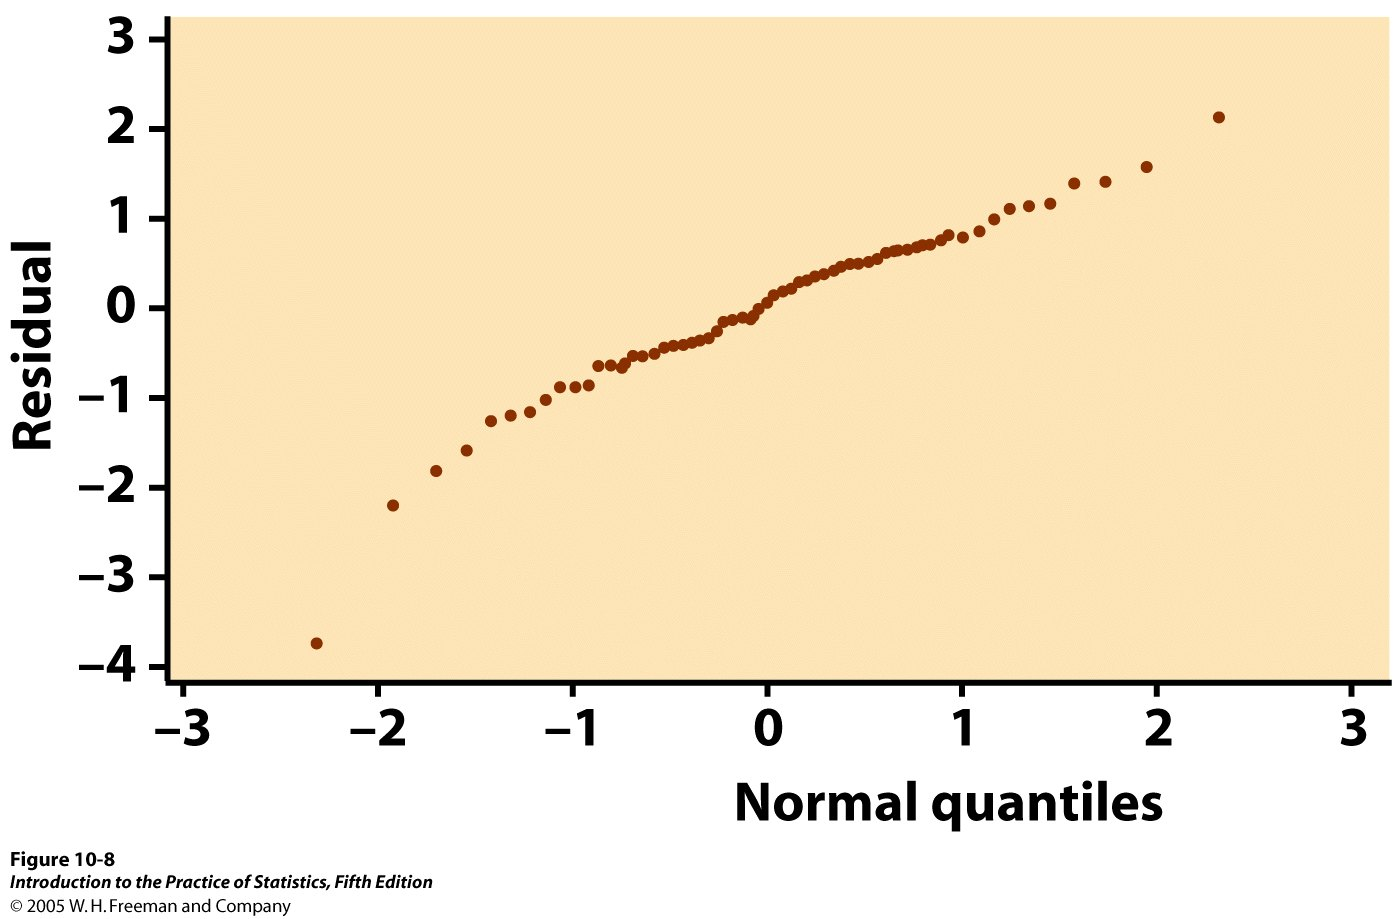 3
2
1
0
−1
−2
−3
−4
Residual
−3 −2 −1 0 1 2 3
Normal quantiles
Figure 10-8
Introduction to the Practice of Statistics, Fifth Edition
© 2005 W. H. Freeman and Company